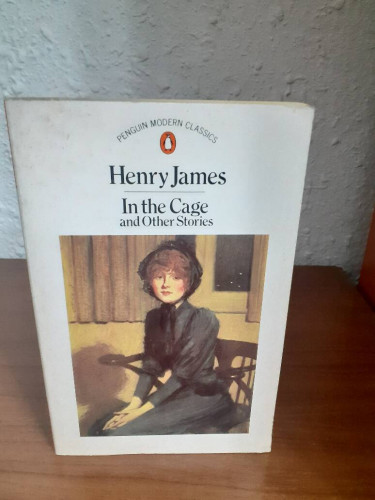 PENGUIN MODERN CLASSICS
Henry James
In the Cage
and Other Stories